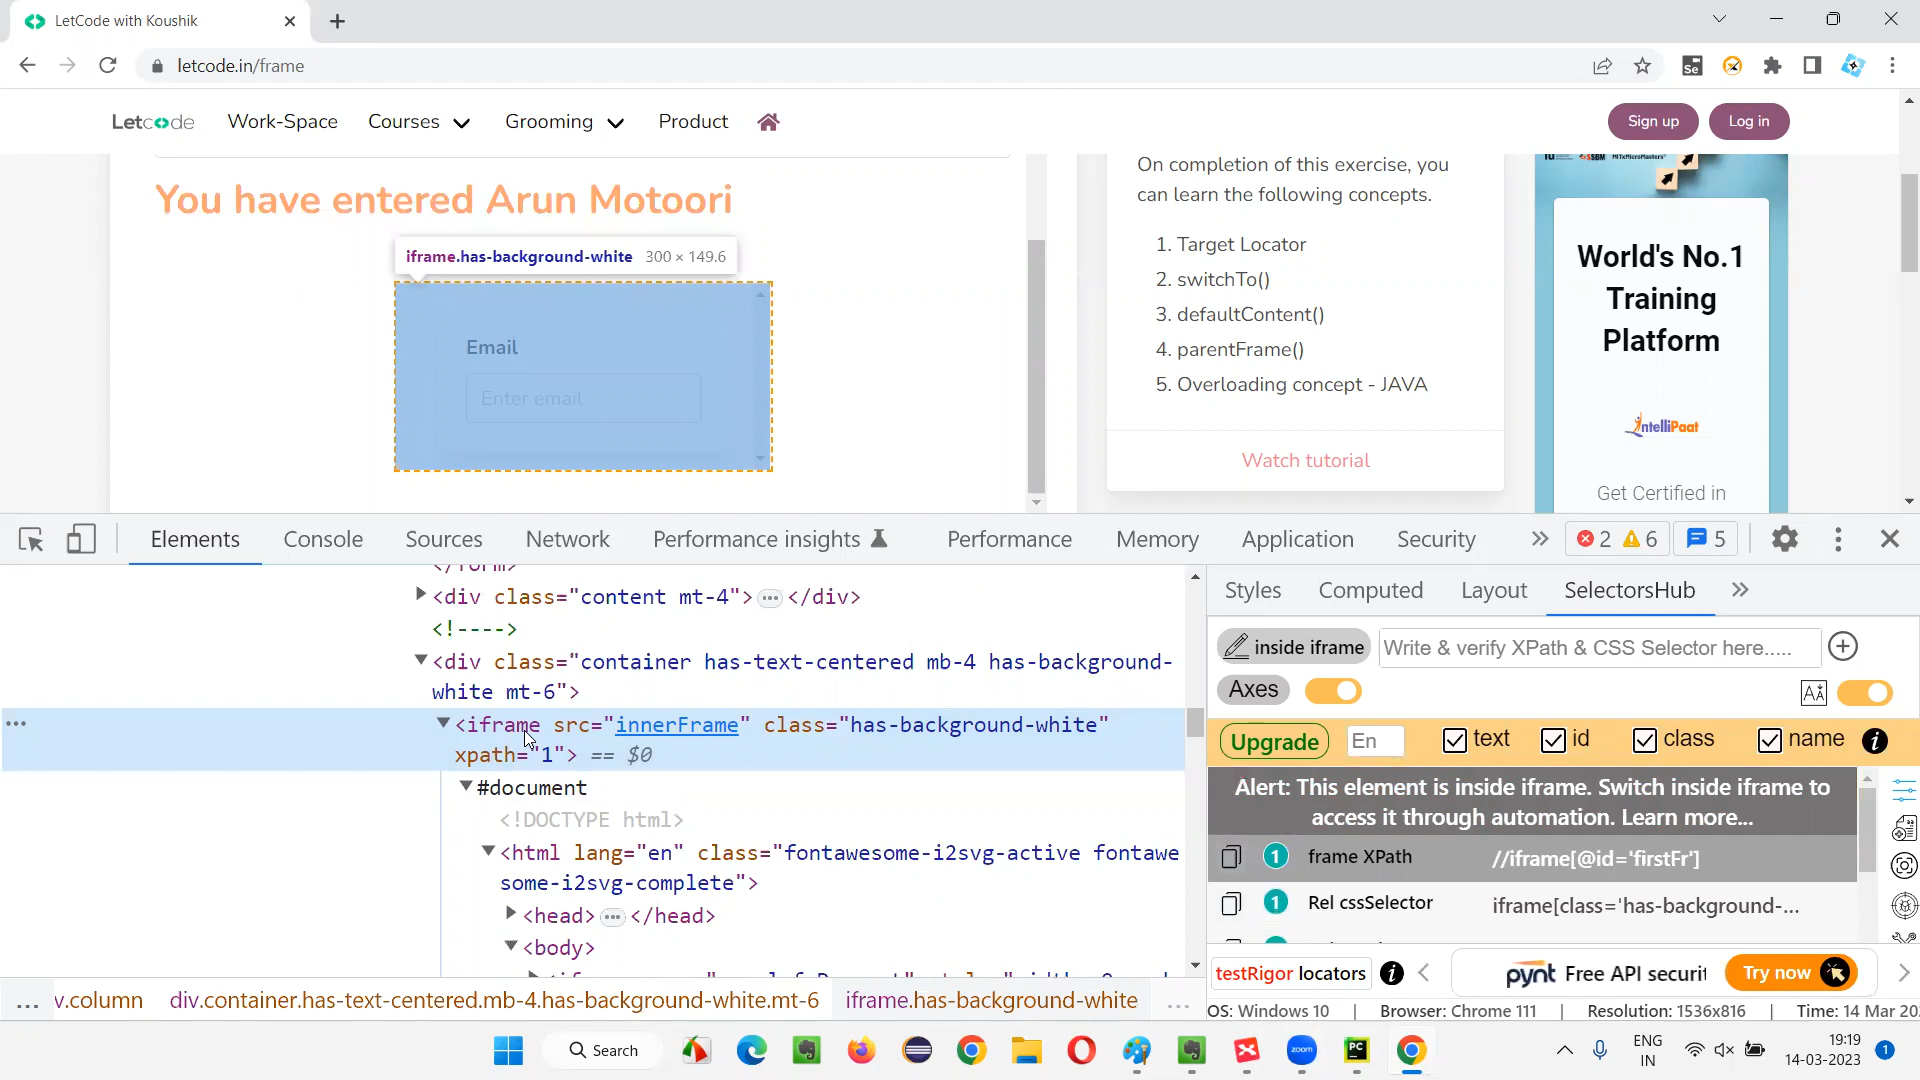 LetCode with Koushik
letcode.in/frame
Letcode
Work-Space
Courses
Grooming
Product
Sign up
Log in
You have entered Arun Motoori
iframe.has-background-white 300 × 149.6
Email
Enter email
On completion of this exercise, you
can learn the following concepts.
1. Target Locator
2. switchTo()
3. defaultContent()
4. parentFrame()
5. Overloading concept - JAVA
Watch tutorial
SSBM
MITxMicroMasters®
World's No.1
Training
Platform
IntelliPaat
Get Certified in
Elements
Console
Sources
Network
Performance insights
Performance
Memory
Application
Security
2
6
5
</form>
<div class="content mt-4"> </div>
<!---->
<div class="container has-text-centered mb-4 has-background-
white mt-6">
<iframe src="innerFrame" class="has-background-white"
xpath="1"> == $0
#document
<!DOCTYPE html>
<html lang="en" class="fontawesome-i2svg-active fontawe
some-i2svg-complete">
<head> </head>
<body>
... v.column div.container.has-text-centered.mb-4.has-background-white.mt-6 iframe.has-background-white ...
Styles
Computed
Layout
SelectorsHub
inside iframe
Write & verify XPath & CSS Selector here.....
Axes
Upgrade
En
text
id
class
name
Alert: This element is inside iframe. Switch inside iframe to
access it through automation. Learn more...
1 frame XPath //iframe[@id='firstFr']
1 Rel cssSelector iframe[class='has-background-...
testRigor locators
pynt Free API securit
Try now
OS: Windows 10 | Browser: Chrome 111 | Resolution: 1536x816 | Time: 14 Mar 20
Search
zoom
PC
ENG
IN
19:19
14-03-2023
1